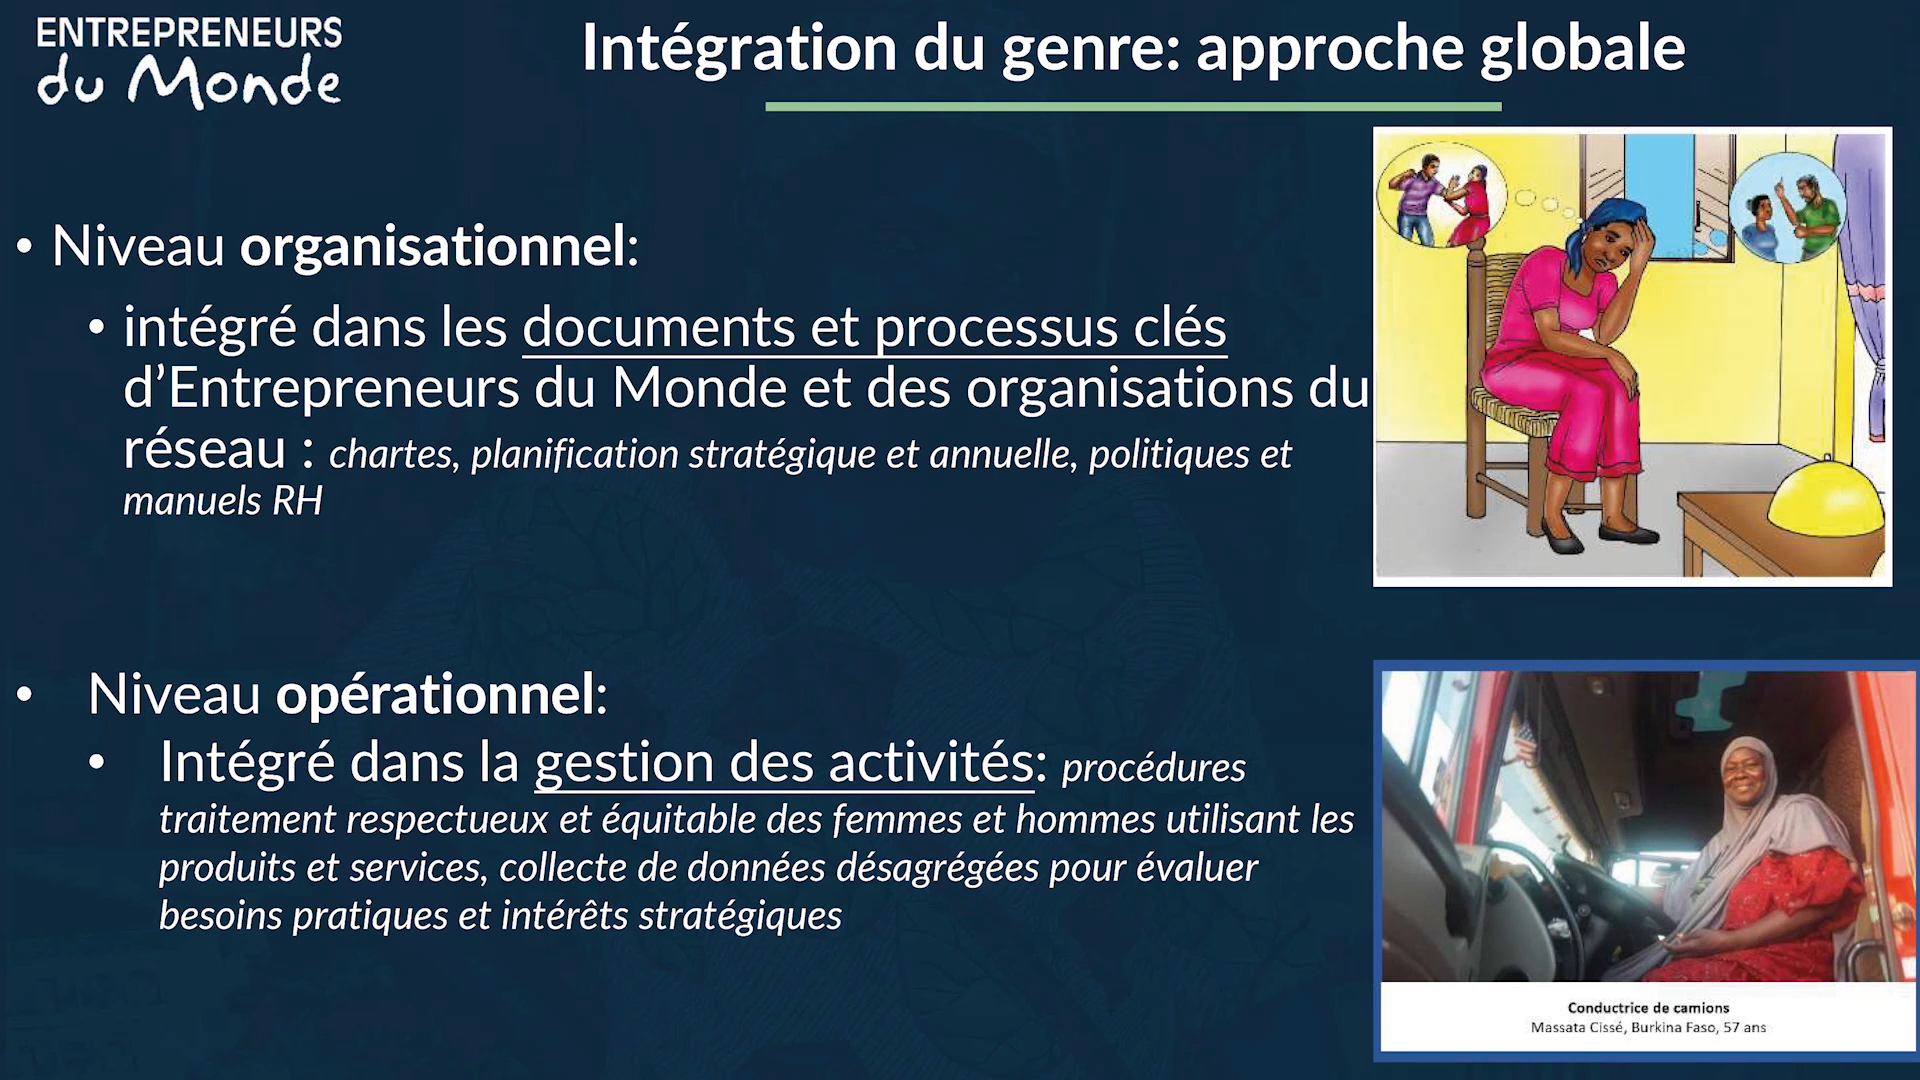 ENTREPRENEURS
du Monde
Intégration du genre: approche globale
• Niveau organisationnel:
• intégré dans les documents et processus clés
d’Entrepreneurs du Monde et des organisations du
réseau : chartes, planification stratégique et annuelle, politiques et
manuels RH
• Niveau opérationnel:
• Intégré dans la gestion des activités: procédures
traitement respectueux et équitable des femmes et hommes utilisant les
produits et services, collecte de données désagrégées pour évaluer
besoins pratiques et intérêts stratégiques
Conductrice de camions
Massata Cissé, Burkina Faso, 57 ans